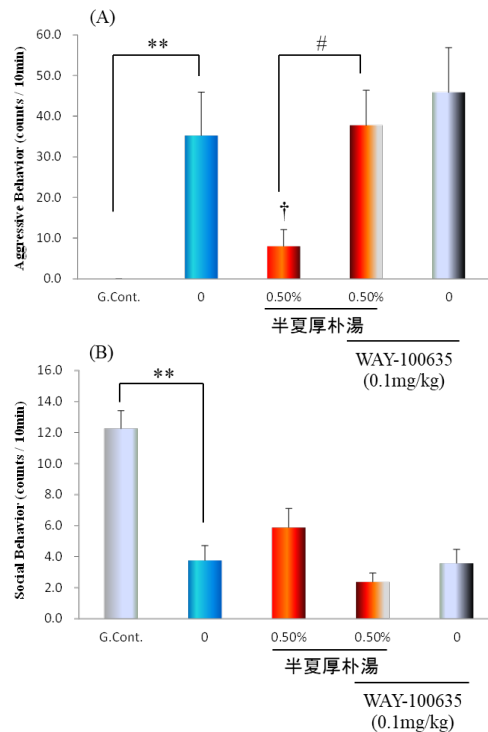 (A)
Aggressive Behavior (counts / 10min)
60.0
50.0
40.0
30.0
20.0
10.0
0.0
**
#
†
G.Cont. 0 0.50% 0.50% 0
半夏厚朴湯
WAY-100635
(0.1mg/kg)
(B)
Social Behavior (counts / 10min)
16.0
14.0
12.0
10.0
8.0
6.0
4.0
2.0
0.0
**
G.Cont. 0 0.50% 0.50% 0
半夏厚朴湯
WAY-100635
(0.1mg/kg)